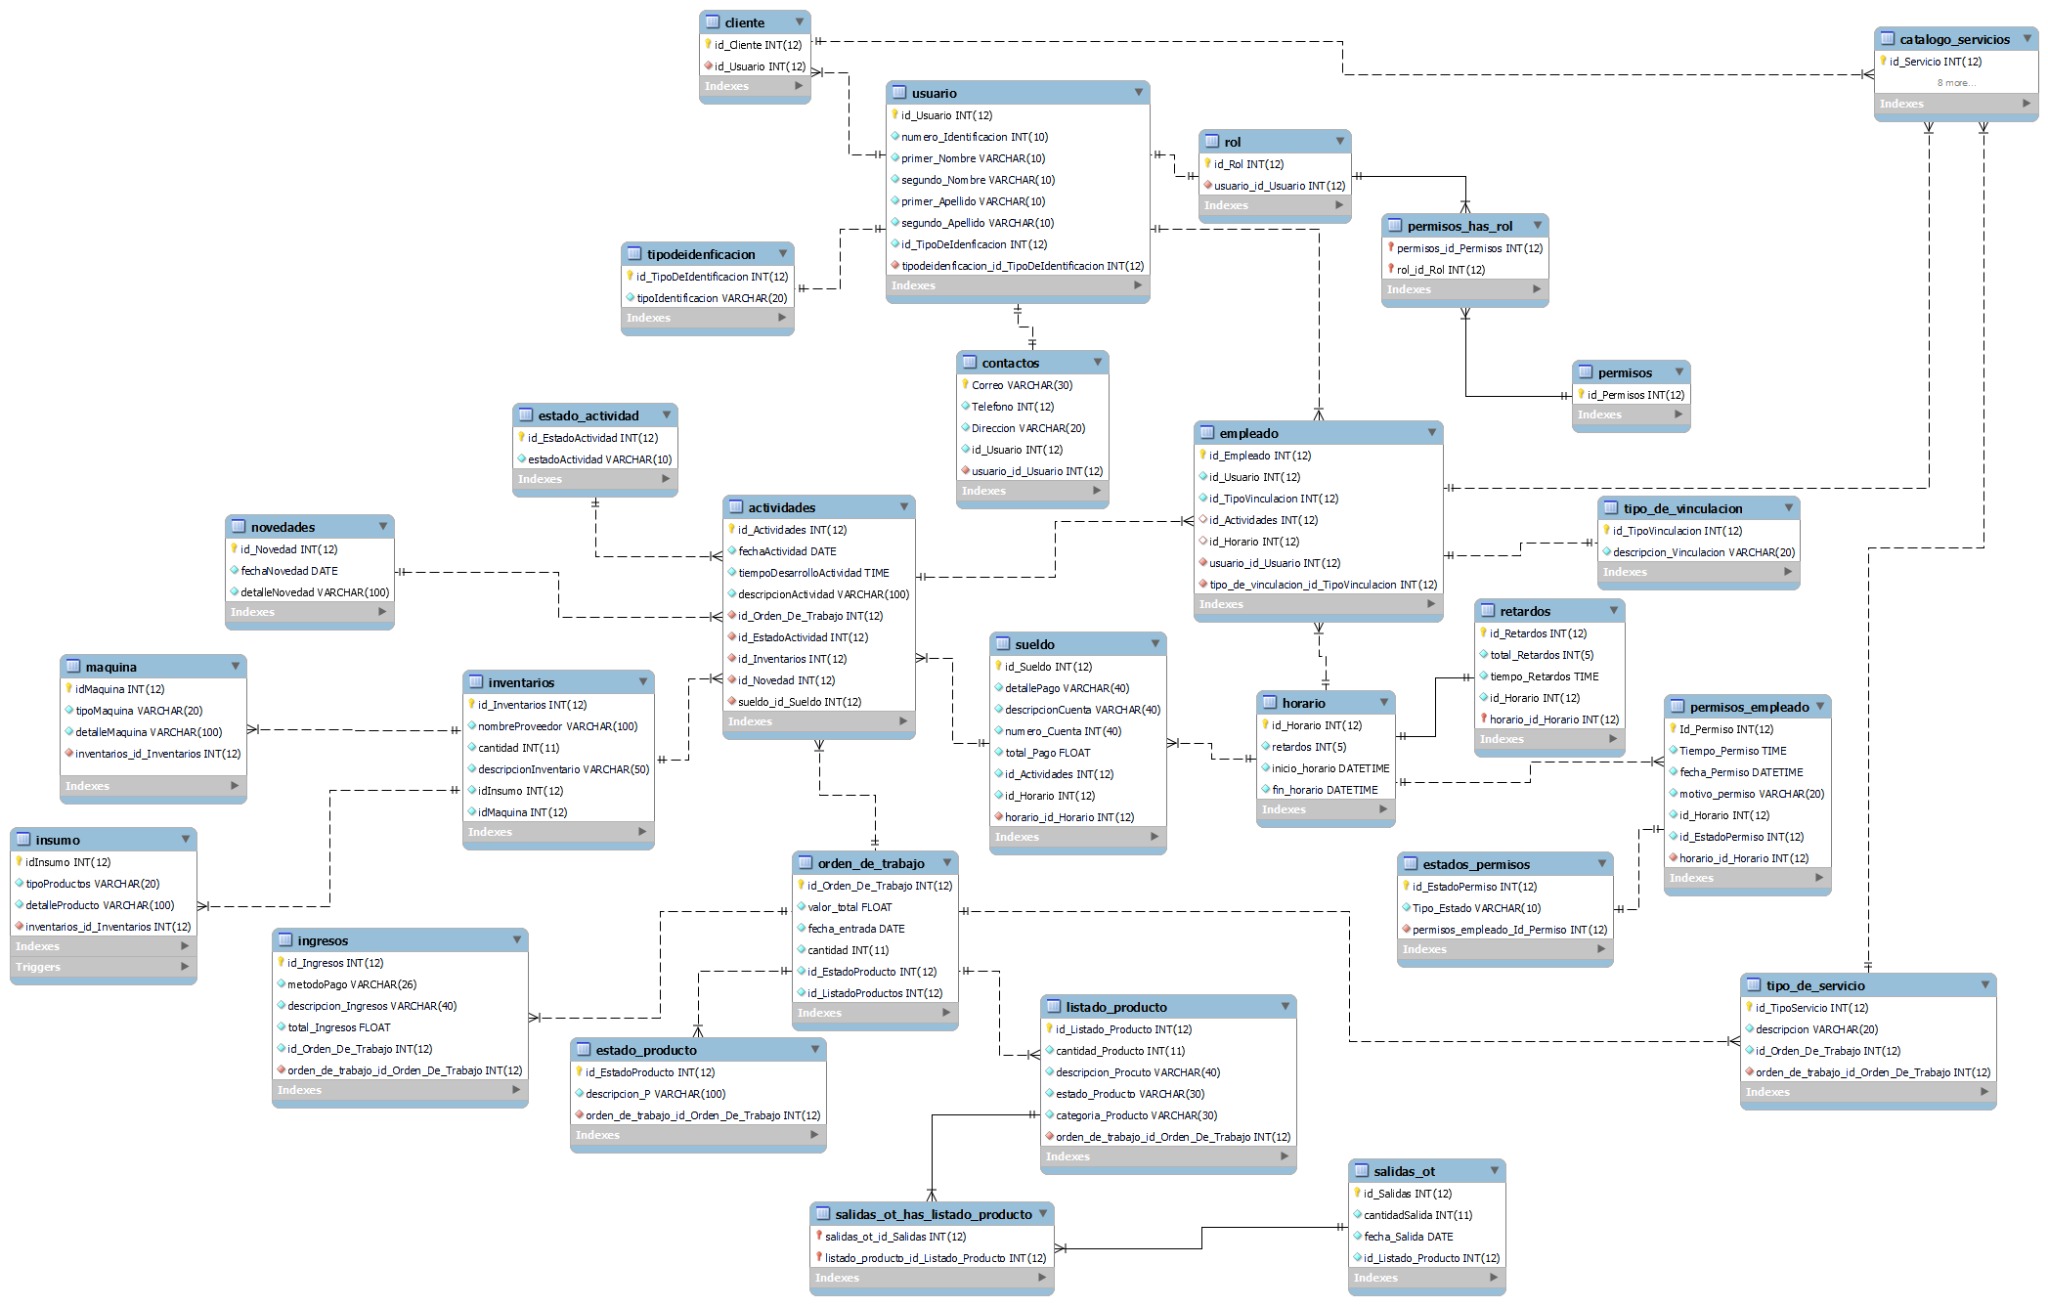 cliente
id_Cliente INT(12)
id_Usuario INT(12)
Indexes
catalogo_servicios
id_Servicio INT(12)
8 more...
Indexes
usuario
id_Usuario INT(12)
numero_Identificacion INT(10)
primer_Nombre VARCHAR(10)
segundo_Nombre VARCHAR(10)
primer_Apellido VARCHAR(10)
segundo_Apellido VARCHAR(10)
id_TipoDeIdenficacion INT(12)
tipodeidenficacion_id_TipoDeIdentificacion INT(12)
Indexes
rol
id_Rol INT(12)
usuario_id_Usuario INT(12)
Indexes
permisos_has_rol
permisos_id_Permisos INT(12)
rol_id_Rol INT(12)
Indexes
tipodeidenficacion
id_TipoDeIdentificacion INT(12)
tipoIdentificacion VARCHAR(20)
Indexes
contactos
Correo VARCHAR(30)
Telefono INT(12)
Direccion VARCHAR(20)
id_Usuario INT(12)
usuario_id_Usuario INT(12)
Indexes
permisos
id_Permisos INT(12)
Indexes
estado_actividad
id_EstadoActividad INT(12)
estadoActividad VARCHAR(10)
Indexes
empleado
id_Empleado INT(12)
id_Usuario INT(12)
id_TipoVinculacion INT(12)
id_Actividades INT(12)
id_Horario INT(12)
usuario_id_Usuario INT(12)
tipo_de_vinculacion_id_TipoVinculacion INT(12)
Indexes
actividades
id_Actividades INT(12)
fechaActividad DATE
tiempoDesarrolloActividad TIME
descripcionActividad VARCHAR(100)
id_Orden_De_Trabajo INT(12)
id_EstadoActividad INT(12)
id_Inventarios INT(12)
id_Novedad INT(12)
sueldo_id_Sueldo INT(12)
Indexes
tipo_de_vinculacion
id_TipoVinculacion INT(12)
descripcion_Vinculacion VARCHAR(20)
Indexes
novedades
id_Novedad INT(12)
fechaNovedad DATE
detalleNovedad VARCHAR(100)
Indexes
retardos
id_Retardos INT(12)
total_Retardos INT(5)
tiempo_Retardos TIME
id_Horario INT(12)
horario_id_Horario INT(12)
Indexes
sueldo
id_Sueldo INT(12)
detallePago VARCHAR(40)
descripcionCuenta VARCHAR(40)
numero_Cuenta INT(40)
total_Pago FLOAT
id_Actividades INT(12)
id_Horario INT(12)
horario_id_Horario INT(12)
Indexes
maquina
idMaquina INT(12)
tipoMaquina VARCHAR(20)
detalleMaquina VARCHAR(100)
inventarios_id_Inventarios INT(12)
Indexes
inventarios
id_Inventarios INT(12)
nombreProveedor VARCHAR(100)
cantidad INT(11)
descripcionInventario VARCHAR(50)
idInsumo INT(12)
idMaquina INT(12)
Indexes
horario
id_Horario INT(12)
retardos INT(5)
inicio_horario DATETIME
fin_horario DATETIME
Indexes
permisos_empleado
Id_Permiso INT(12)
Tiempo_Permiso TIME
fecha_Permiso DATETIME
motivo_permiso VARCHAR(20)
id_Horario INT(12)
id_EstadoPermiso INT(12)
horario_id_Horario INT(12)
Indexes
insumo
idInsumo INT(12)
tipoProductos VARCHAR(20)
detalleProducto VARCHAR(100)
inventarios_id_Inventarios INT(12)
Indexes
Triggers
orden_de_trabajo
id_Orden_De_Trabajo INT(12)
valor_total FLOAT
fecha_entrada DATE
cantidad INT(11)
id_EstadoProducto INT(12)
id_ListadoProductos INT(12)
Indexes
estados_permisos
id_EstadoPermiso INT(12)
Tipo_Estado VARCHAR(10)
permisos_empleado_Id_Permiso INT(12)
Indexes
ingresos
id_Ingresos INT(12)
metodoPago VARCHAR(26)
descripcion_Ingresos VARCHAR(40)
total_Ingresos FLOAT
id_Orden_De_Trabajo INT(12)
orden_de_trabajo_id_Orden_De_Trabajo INT(12)
Indexes
tipo_de_servicio
id_TipoServicio INT(12)
descripcion VARCHAR(20)
id_Orden_De_Trabajo INT(12)
orden_de_trabajo_id_Orden_De_Trabajo INT(12)
Indexes
listado_producto
id_Listado_Producto INT(12)
cantidad_Producto INT(11)
descripcion_Procuto VARCHAR(40)
estado_Producto VARCHAR(30)
categoria_Producto VARCHAR(30)
orden_de_trabajo_id_Orden_De_Trabajo INT(12)
Indexes
estado_producto
id_EstadoProducto INT(12)
descripcion_P VARCHAR(100)
orden_de_trabajo_id_Orden_De_Trabajo INT(12)
Indexes
salidas_ot
id_Salidas INT(12)
cantidadSalida INT(11)
fecha_Salida DATE
id_Listado_Producto INT(12)
Indexes
salidas_ot_has_listado_producto
salidas_ot_id_Salidas INT(12)
listado_producto_id_Listado_Producto INT(12)
Indexes